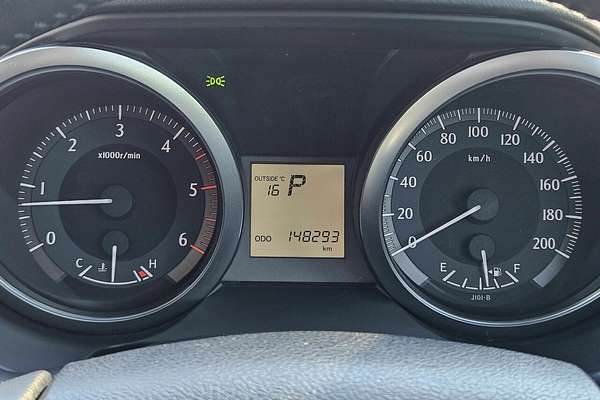 0 1 2 3 4 5 6
x1000r/min
C H
OUTSIDE °C
16 P
ODO 148293
km
0 20 40 60 80 100 120 140 160 180 200
km/h
E F
J101-B